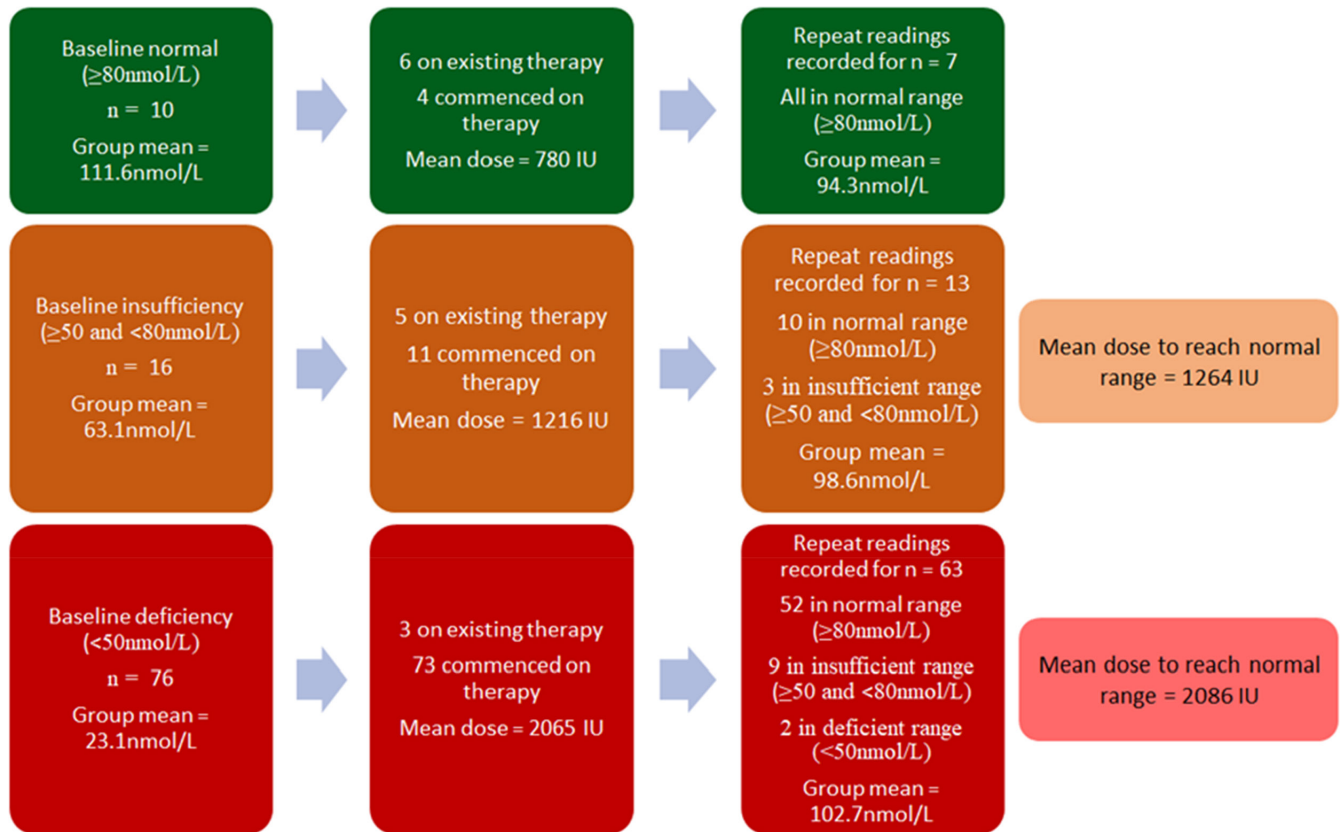 Baseline normal
(≥80nmol/L)
n = 10
Group mean =
111.6nmol/L
6 on existing therapy
4 commenced on
therapy
Mean dose = 780 IU
Repeat readings
recorded for n = 7
All in normal range
(≥80nmol/L)
Group mean =
94.3nmol/L
Baseline insufficiency
(≥50 and <80nmol/L)
n = 16
Group mean =
63.1nmol/L
5 on existing therapy
11 commenced on
therapy
Mean dose = 1216 IU
Repeat readings
recorded for n = 13
10 in normal range
(≥80nmol/L)
3 in insufficient range
(≥50 and <80nmol/L)
Group mean =
98.6nmol/L
Mean dose to reach normal
range = 1264 IU
Baseline deficiency
(<50nmol/L)
n = 76
Group mean =
23.1nmol/L
3 on existing therapy
73 commenced on
therapy
Mean dose = 2065 IU
Repeat readings
recorded for n = 63
52 in normal range
(≥80nmol/L)
9 in insufficient range
(≥50 and <80nmol/L)
2 in deficient range
(<50nmol/L)
Group mean =
102.7nmol/L
Mean dose to reach normal
range = 2086 IU